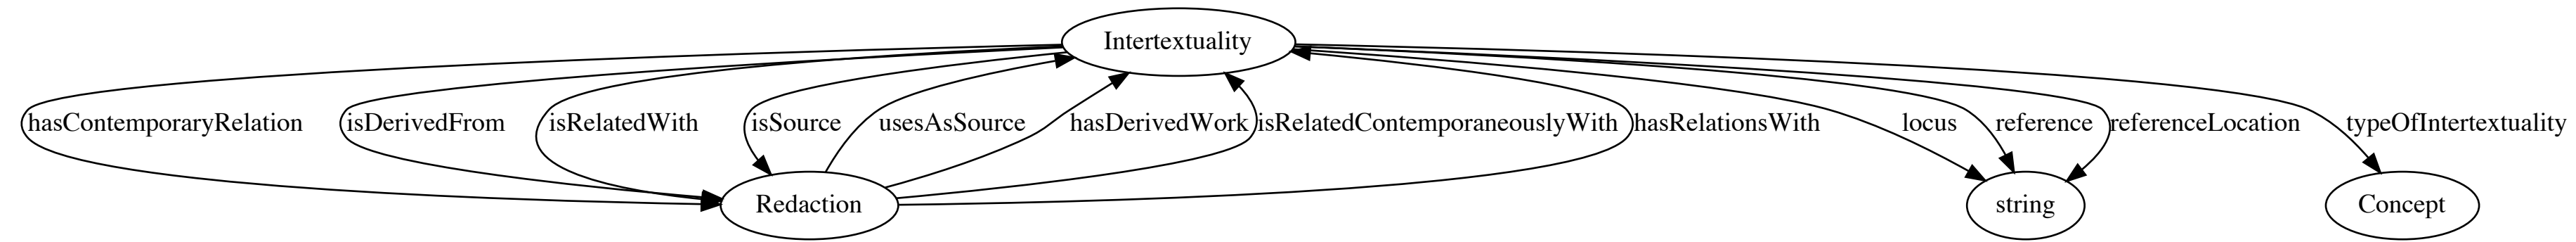 Intertextuality
hasContemporaryRelation
isDerivedFrom
isRelatedWith
isSource
usesAsSource
hasDerivedWork
isRelatedContemporaneouslyWith
hasRelationsWith
locus
reference
referenceLocation
typeOfIntertextuality
Redaction
string
Concept